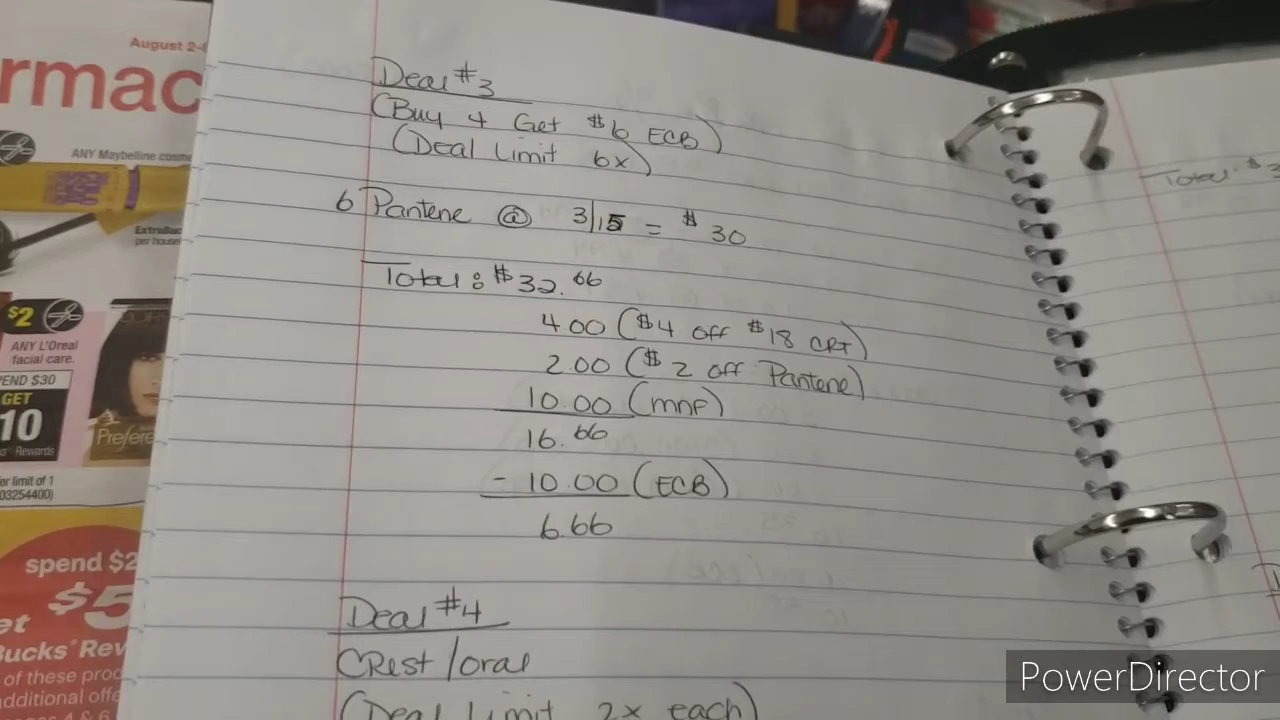 August 2-
rmac
ANY Maybelline cosme
ExtraBuc
per house
$2
ANY L'Oreal
facial care.
PEND $30
GET
10
Rewards
Prefere
er limit of 1
03254400)
spend $2
et $5
Bucks Rev
of these prod
additional offe
Deal #3
(Buy 4 Get $6 ECB)
(Deal Limit 6x)
6 Pantene @ 3/15 = $30
Total: $32.66
4.00 ($4 off $18 CRT)
2.00 ($2 off Pantene)
10.00 (mnf)
16.66
- 10.00 (ECB)
6.66
Deal #4
CRest/oral
(Deal Limit 2x each)
Total: $3
PowerDirector